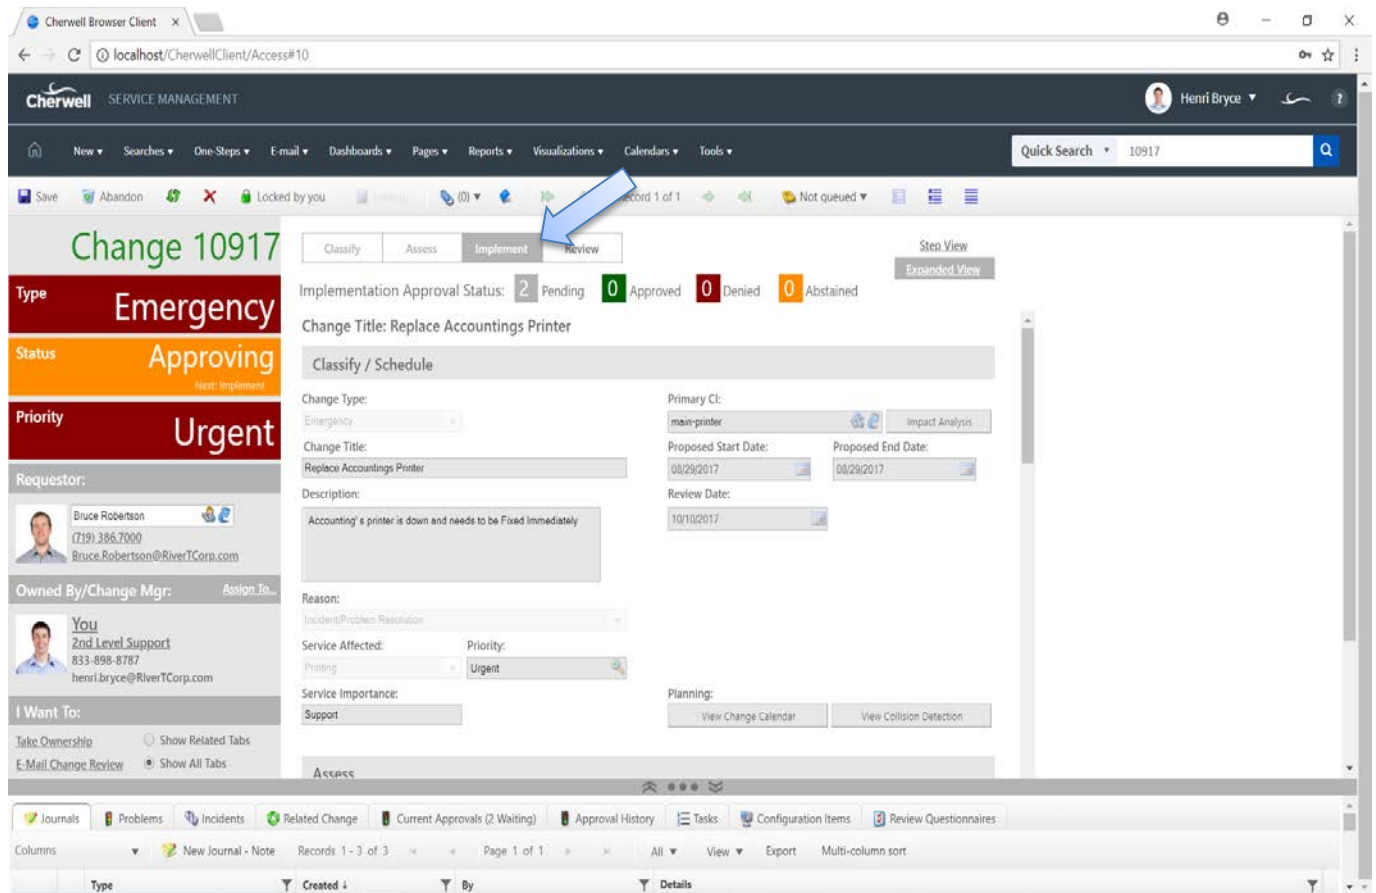 Cherwell Browser Client
localhost/CherwellClient/Access#10
Cherwell SERVICE MANAGEMENT
Henri Bryce
?
New Searches One-Steps E-mail Dashboards Pages Reports Visualizations Calendars Tools
Quick Search 10917
Save Abandon Locked by you (0) Record 1 of 1 Not queued
Change 10917
Classify Assess Implement Review
Step View
Expanded View
Type
Emergency
Implementation Approval Status: 2 Pending 0 Approved 0 Denied 0 Abstained
Change Title: Replace Accountings Printer
Status
Approving
Next: Implement
Classify / Schedule
Priority
Urgent
Change Type:
Primary CI:
Emergency
main-printer
Impact Analysis
Change Title:
Proposed Start Date:
Proposed End Date:
Replace Accountings Printer
08/29/2017
08/29/2017
Requestor:
Description:
Review Date:
Bruce Robertson
(719) 386.7000
Bruce.Robertson@RiverTCorp.com
Accounting' s printer is down and needs to be Fixed Immediately
10/10/2017
Owned By/Change Mgr:
Assign To...
Reason:
Incident/Problem Resolution
You
2nd Level Support
833-898-8787
henri.bryce@RiverTCorp.com
Service Affected:
Priority:
Printing
Urgent
Service Importance:
Planning:
Support
View Change Calendar
View Collision Detection
I Want To:
Take Ownership
Show Related Tabs
E-Mail Change Review
Show All Tabs
Assess
Journals Problems Incidents Related Change Current Approvals (2 Waiting) Approval History Tasks Configuration Items Review Questionnaires
Columns New Journal - Note Records 1 - 3 of 3 Page 1 of 1 All View Export Multi-column sort
Type Created By Details